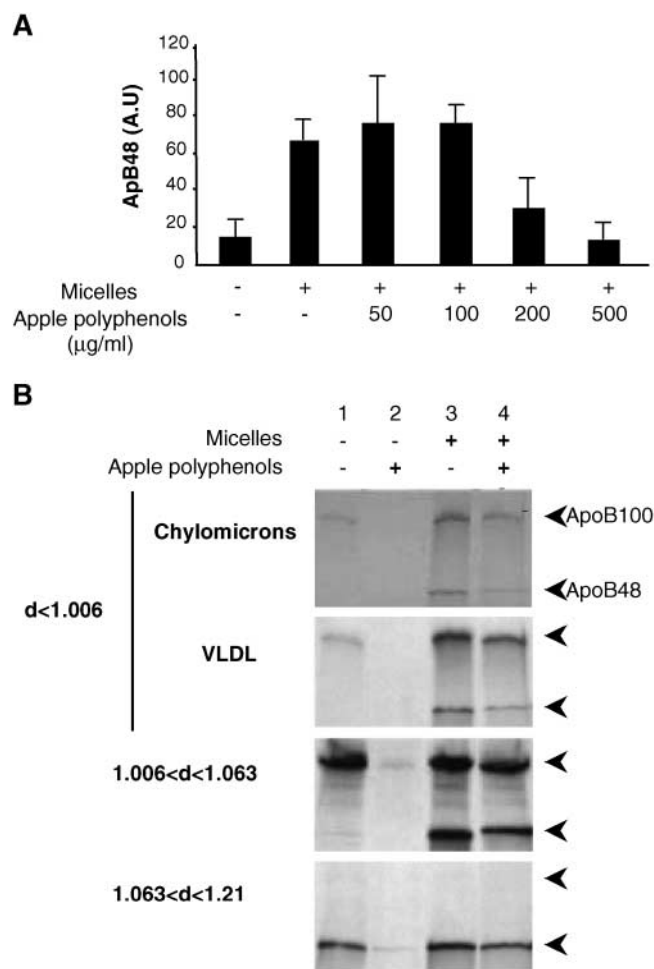 A
120
100
80
60
40
20
0
ApB48 (A.U)
Micelles - + + + + +
Apple polyphenols - - 50 100 200 500
(µg/ml)
B
1 2 3 4
Micelles - - + +
Apple polyphenols - + - +
Chylomicrons
ApoB100
ApoB48
d<1.006
VLDL
1.006<d<1.063
1.063<d<1.21